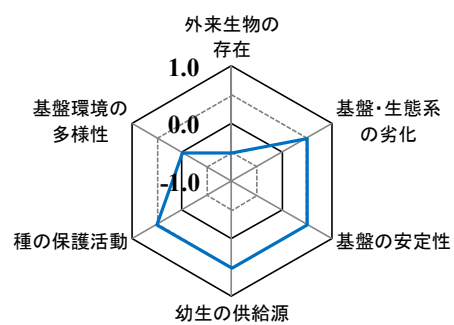 外来生物の
存在
1.0
基盤環境の
多様性
0.0
基盤・生態系
の劣化
-1.0
種の保護活動
基盤の安定性
幼生の供給源